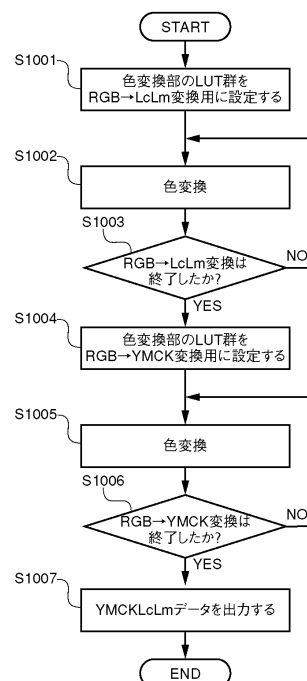 START
S1001
色変換部のLUT群を
RGB→LcLm変換用に設定する
S1002
色変換
S1003
RGB→LcLm変換は
終了したか?
NO
YES
S1004
色変換部のLUT群を
RGB→YMCK変換用に設定する
S1005
色変換
S1006
RGB→YMCK変換は
終了したか?
NO
YES
S1007
YMCKLcLmデータを出力する
END